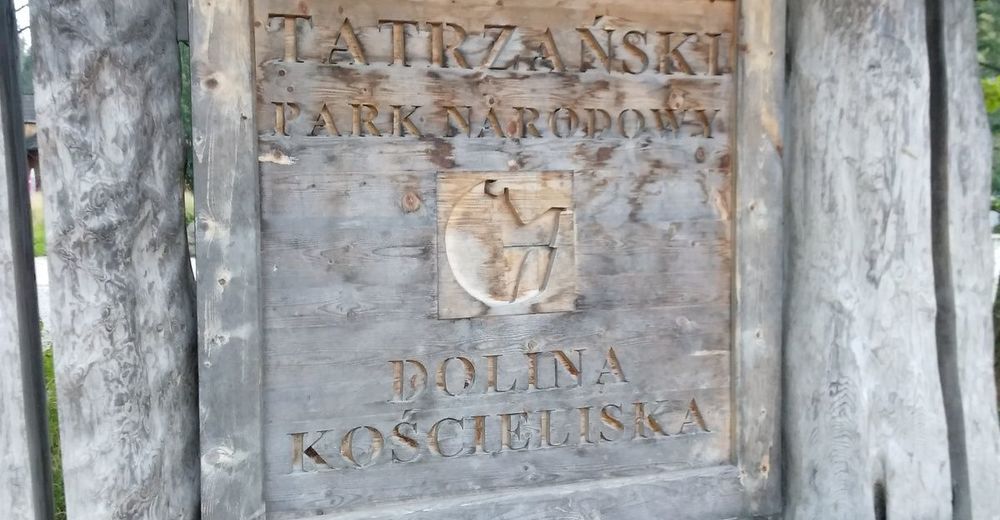 TATRZAŃSKI
PARK NARODOWY
DOLINA
KOŚCIELISKA